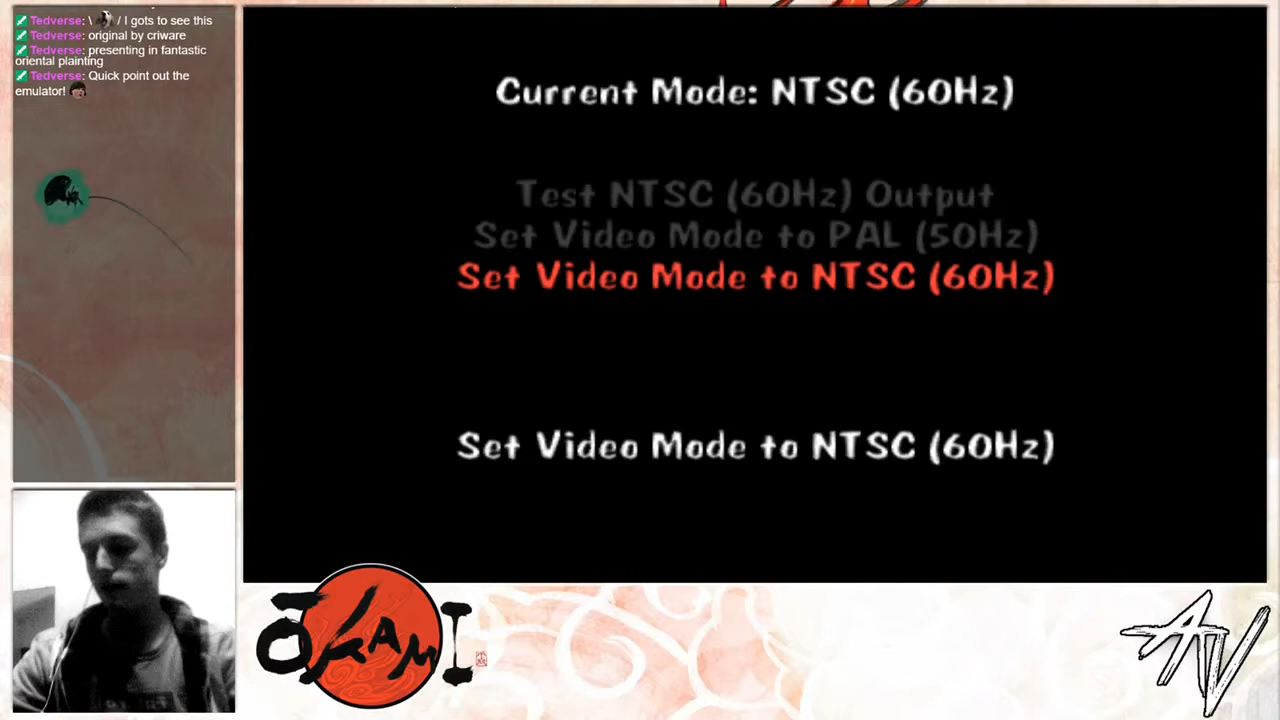 Tedverse: \ / I gots to see this
Tedverse: original by criware
Tedverse: presenting in fantastic
oriental plainting
Tedverse: Quick point out the
emulator!
Current Mode: NTSC (60Hz)
Test NTSC (60Hz) Output
Set Video Mode to PAL (50Hz)
Set Video Mode to NTSC (60Hz)
Set Video Mode to NTSC (60Hz)
ŌKAMI
AV